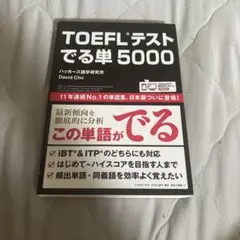 TOEFL®テスト
でる単5000
ハッカーズ語学研究所
David Cho
11年連続No.1の単語集、日本版ついに登場!
最新傾向を
徹底的に分析
この単語が
でる
iBT®&ITP®のどちらにも対応
はじめて~ハイスコアを目指す人まで
頻出単語・同義語を効率よく覚える!